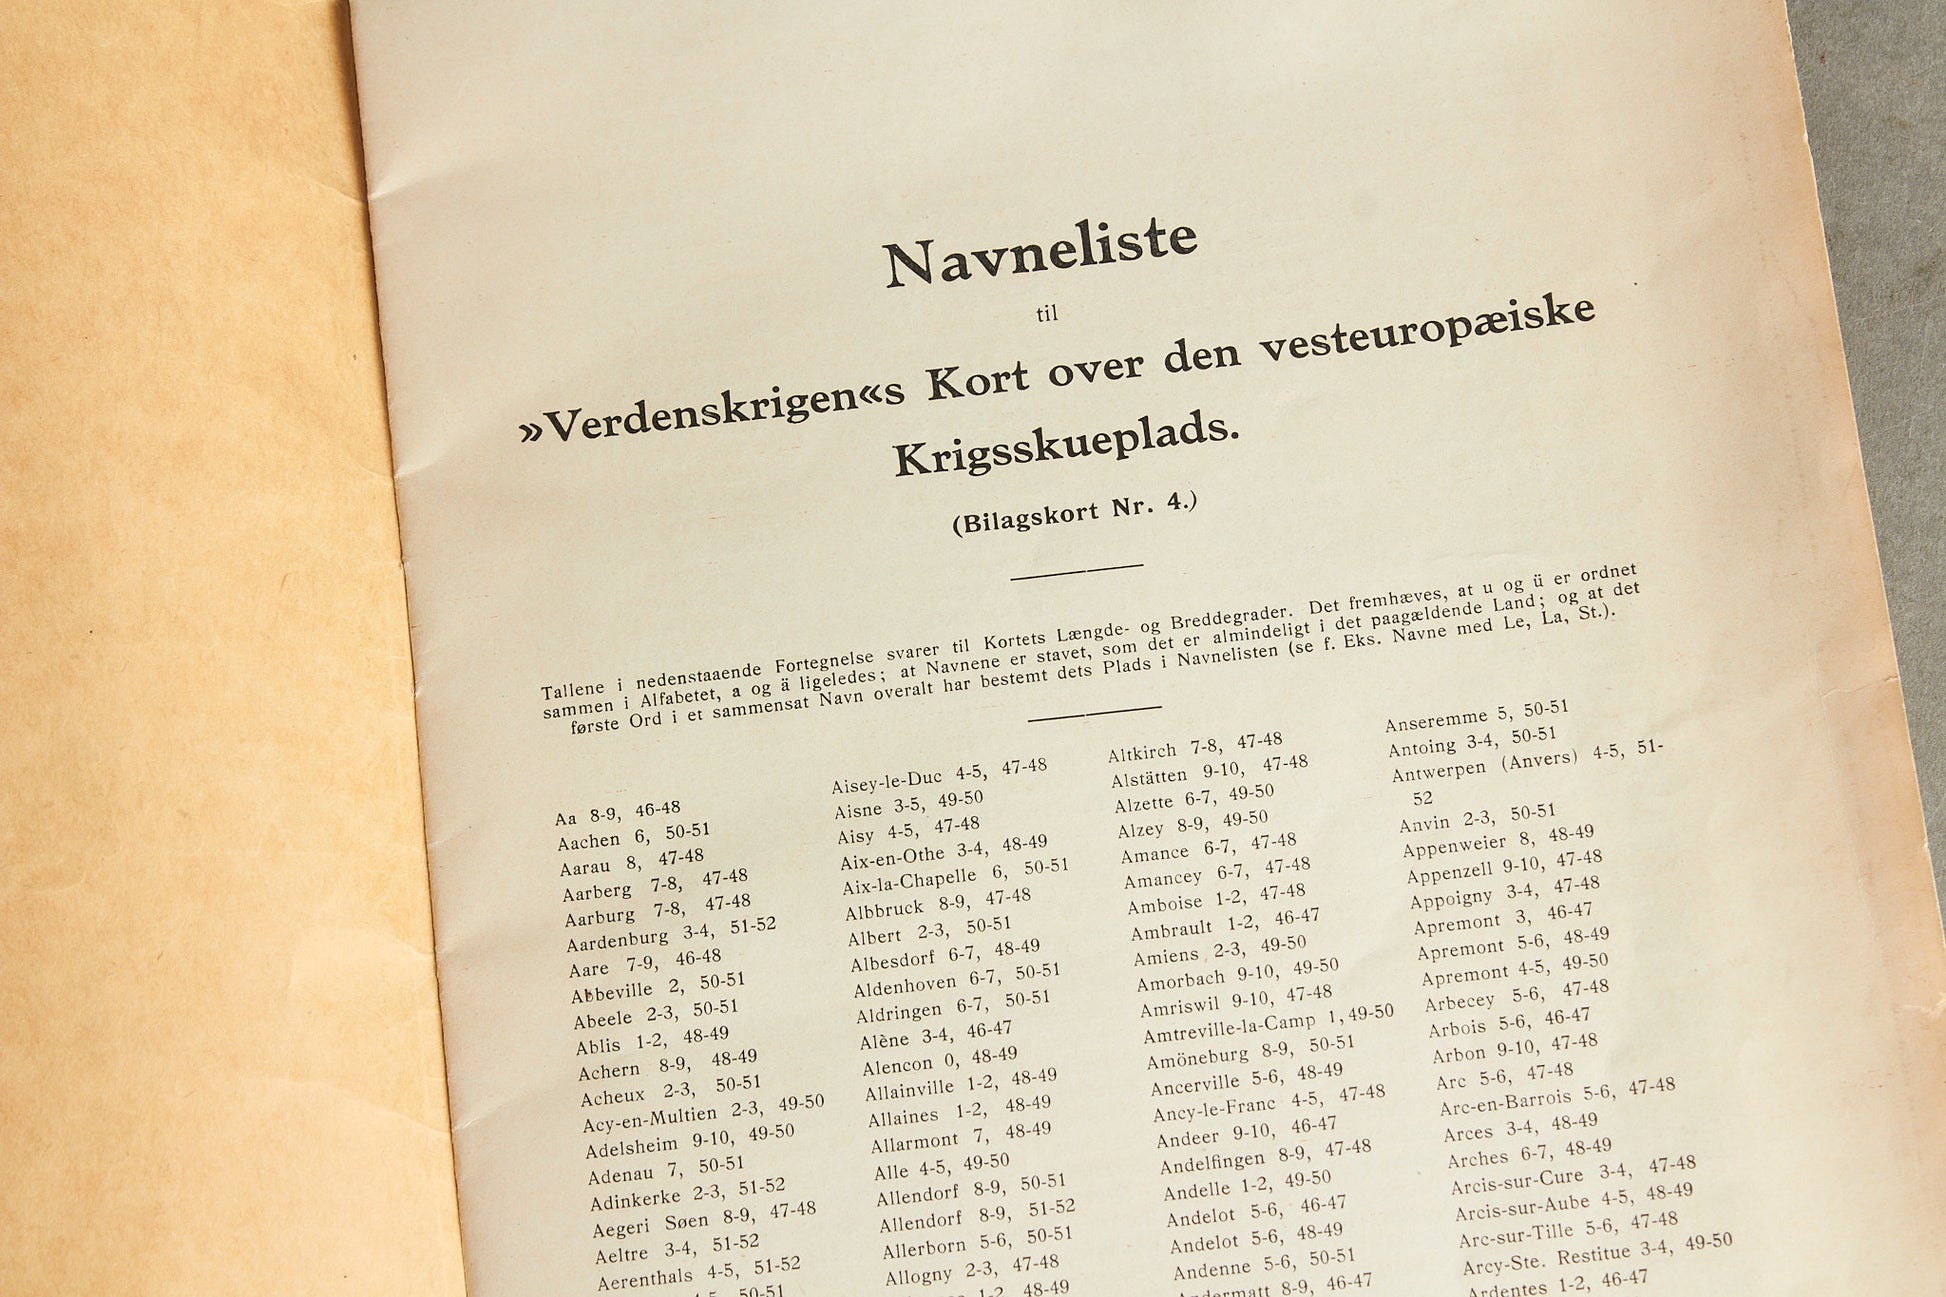 Navneliste
til
»Verdenskrigen«s Kort over den vesteuropæiske
Krigsskueplads.
(Bilagskort Nr. 4.)
Tallene i nedenstaaende Fortegnelse svarer til Kortets Længde- og Breddegrader. Det fremhæves, at u og ü er ordnet
sammen i Alfabetet, a og ä ligeledes; at Navnene er stavet, som det er almindeligt i det paagældende Land; og at det
første Ord i et sammensat Navn overalt har bestemt dets Plads i Navnelisten (se f. Eks. Navne med Le, La, St.).
Aa 8-9, 46-48
Aachen 6, 50-51
Aarau 8, 47-48
Aarberg 7-8, 47-48
Aarburg 7-8, 47-48
Aardenburg 3-4, 51-52
Aare 7-9, 46-48
Abbeville 2, 50-51
Abeele 2-3, 50-51
Ablis 1-2, 48-49
Achern 8-9, 48-49
Acheux 2-3, 50-51
Acy-en-Multien 2-3, 49-50
Adelsheim 9-10, 49-50
Adenau 7, 50-51
Adinkerke 2-3, 51-52
Aegeri Søen 8-9, 47-48
Aeltre 3-4, 51-52
Aerenthals 4-5, 51-52
50-51
Aisey-le-Duc 4-5, 47-48
Aisne 3-5, 49-50
Aisy 4-5, 47-48
Aix-en-Othe 3-4, 48-49
Aix-la-Chapelle 6, 50-51
Albbruck 8-9, 47-48
Albert 2-3, 50-51
Albesdorf 6-7, 48-49
Aldenhoven 6-7, 50-51
Aldringen 6-7, 50-51
Alène 3-4, 46-47
Alencon 0, 48-49
Allainville 1-2, 48-49
Allaines 1-2, 48-49
Allarmont 7, 48-49
Alle 4-5, 49-50
Allendorf 8-9, 50-51
Allendorf 8-9, 51-52
Allerborn 5-6, 50-51
Allogny 2-3, 47-48
1-2, 48-49
Altkirch 7-8, 47-48
Alstätten 9-10, 47-48
Alzette 6-7, 49-50
Alzey 8-9, 49-50
Amance 6-7, 47-48
Amancey 6-7, 47-48
Amboise 1-2, 47-48
Ambrault 1-2, 46-47
Amiens 2-3, 49-50
Amorbach 9-10, 49-50
Amriswil 9-10, 47-48
Amtreville-la-Camp 1, 49-50
Amöneburg 8-9, 50-51
Ancerville 5-6, 48-49
Ancy-le-Franc 4-5, 47-48
Andeer 9-10, 46-47
Andelfingen 8-9, 47-48
Andelle 1-2, 49-50
Andelot 5-6, 46-47
Andelot 5-6, 48-49
Andenne 5-6, 50-51
Andermatt 8-9, 46-47
Anseremme 5, 50-51
Antoing 3-4, 50-51
Antwerpen (Anvers) 4-5, 51-
52
Anvin 2-3, 50-51
Appenweier 8, 48-49
Appenzell 9-10, 47-48
Appoigny 3-4, 47-48
Apremont 3, 46-47
Apremont 5-6, 48-49
Apremont 4-5, 49-50
Arbecey 5-6, 47-48
Arbois 5-6, 46-47
Arbon 9-10, 47-48
Arc 5-6, 47-48
Arc-en-Barrois 5-6, 47-48
Arces 3-4, 48-49
Arches 6-7, 48-49
Arcis-sur-Cure 3-4, 47-48
Arcis-sur-Aube 4-5, 48-49
Arc-sur-Tille 5-6, 47-48
Arcy-Ste. Restitue 3-4, 49-50
Ardentes 1-2, 46-47